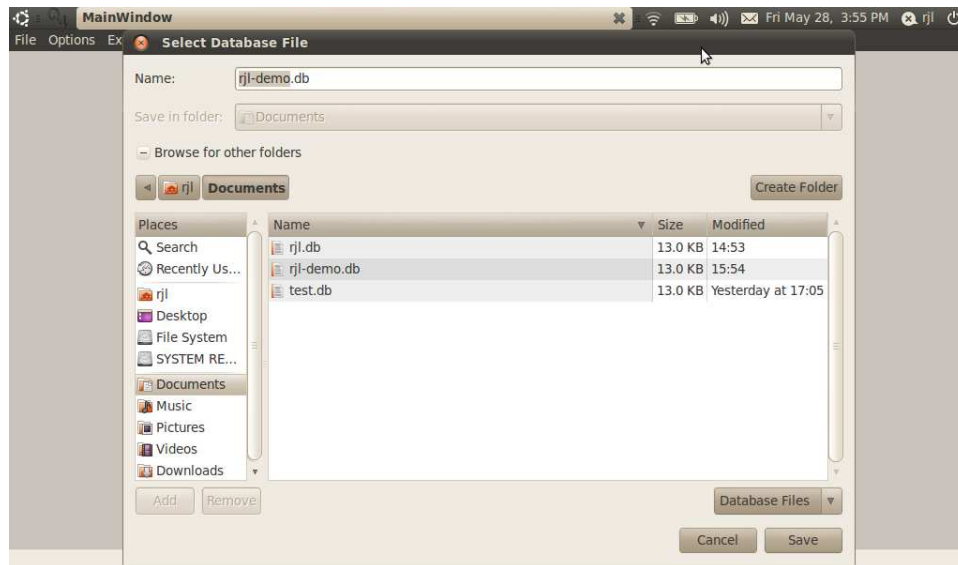 MainWindow Fri May 28, 3:55 PM rjl
File Options Ex
Select Database File
Name: rjl-demo.db
Save in folder: Documents
Browse for other folders
rjl Documents Create Folder
Places Name Size Modified
Search rjl.db 13.0 KB 14:53
Recently Us... rjl-demo.db 13.0 KB 15:54
rjl test.db 13.0 KB Yesterday at 17:05
Desktop
File System
SYSTEM RE...
Documents
Music
Pictures
Videos
Downloads
Add Remove Database Files
Cancel Save